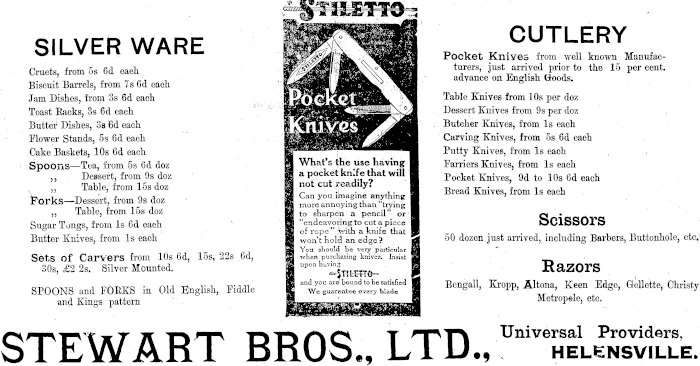 SILVER WARE
Cruets, from 5s 6d each
Biscuit Barrels, from 7s 6d each
Jam Dishes, from 3s 6d each
Toast Racks, 3s 6d each
Butter Dishes, 3s 6d each
Flower Stands, 5s 6d each
Cake Baskets, 10s 6d each
Spoons—Tea, from 5s 6d doz
„ Dessert, from 9s doz
„ Table, from 15s doz
Forks—Dessert, from 9s doz
„ Table, from 15s doz
Sugar Tongs, from 1s 6d each
Butter Knives, from 1s each
Sets of Carvers from 10s 6d, 15s, 22s 6d,
30s, £2 2s. Silver Mounted.
SPOONS and FORKS in Old English, Fiddle
and Kings pattern
STILETTO
STILETTO
Pocket
Knives
What's the use having
a pocket knife that will
not cut readily?
Can you imagine anything
more annoying than "trying
to sharpen a pencil" or
"endeavoring to cut a piece
of rope" with a knife that
won't hold an edge?
You should be very particular
when purchasing knives. Insist
upon having
STILETTO
and you are bound to be satisfied
We guarantee every blade
CUTLERY
Pocket Knives from well known Manufac-
turers, just arrived prior to the 15 per cent.
advance on English Goods.
Table Knives from 10s per doz
Dessert Knives from 9s per doz
Butcher Knives, from 1s each
Carving Knives, from 5s 6d each
Putty Knives, from 1s each
Farriers Knives, from 1s each
Pocket Knives, 9d to 10s 6d each
Bread Knives, from 1s each
Scissors
50 dozen just arrived, including Barbers, Buttonhole, etc.
Razors
Bengall, Kropp, Altona, Keen Edge, Gellette, Christy
Metropole, etc.
STEWART BROS., LTD.,
Universal Providers,
HELENSVILLE.